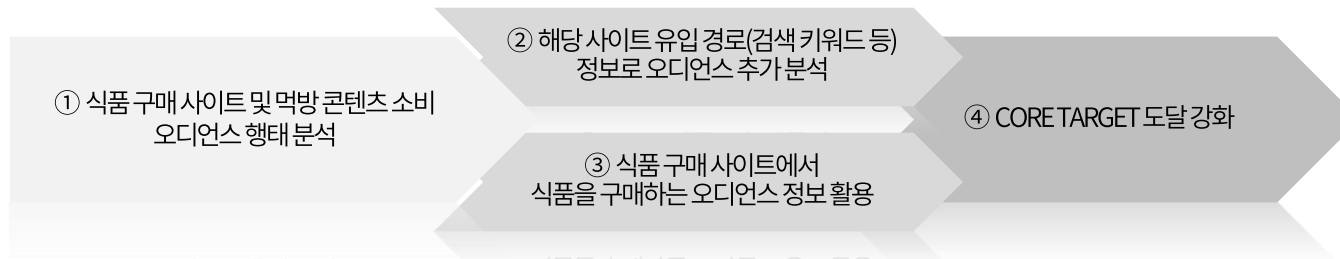 ① 식품 구매 사이트 및 먹방 콘텐츠 소비
오디언스 행태 분석
② 해당 사이트 유입 경로(검색 키워드 등)
정보로 오디언스 추가 분석
③ 식품 구매 사이트에서
식품을 구매하는 오디언스 정보 활용
④ CORE TARGET 도달 강화